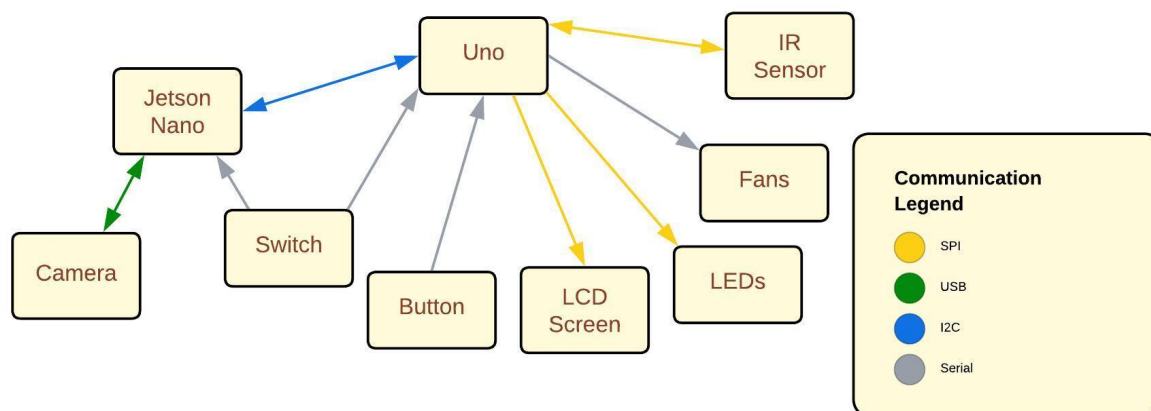 Uno
IR
Sensor
Jetson
Nano
Fans
Switch
Camera
Button
LCD
Screen
LEDs
Communication
Legend
SPI
USB
I2C
Serial